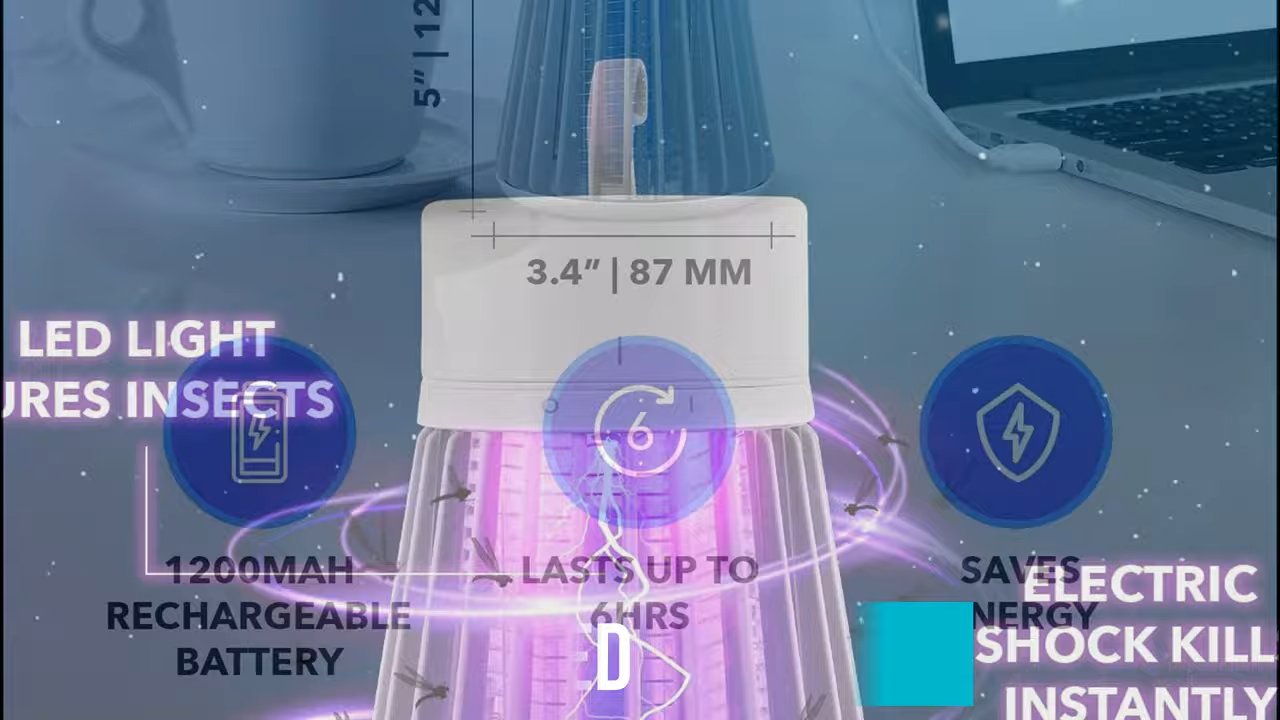 5″ | 12
3.4″ | 87 MM
LED LIGHT
URES INSECTS
6
1200MAH
RECHARGEABLE
BATTERY
LASTS UP TO
6HRS
SAVES
NERGY
ELECTRIC
SHOCK KILL
INSTANTLY
D